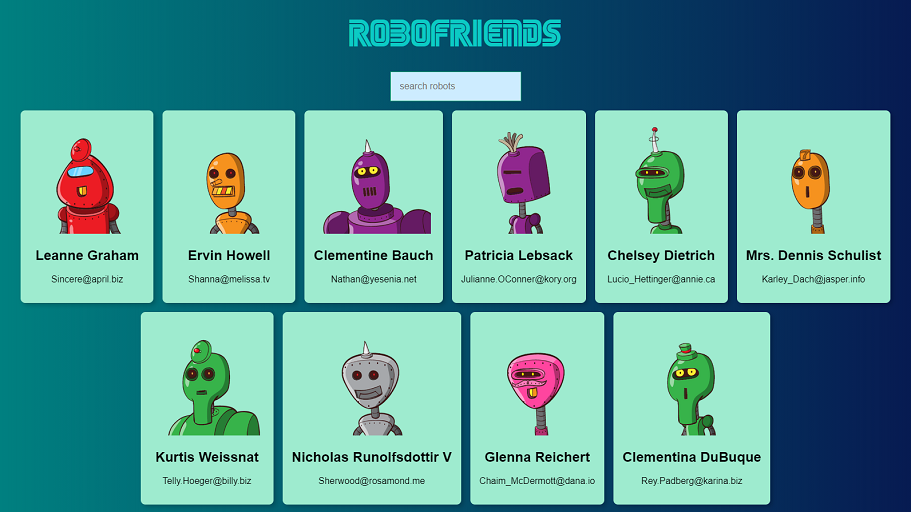 ROBOFRIENDS
search robots
Leanne Graham
Sincere@april.biz
Ervin Howell
Shanna@melissa.tv
Clementine Bauch
Nathan@yesenia.net
Patricia Lebsack
Julianne.OConner@kory.org
Chelsey Dietrich
Lucio_Hettinger@annie.ca
Mrs. Dennis Schulist
Karley_Dach@jasper.info
Kurtis Weissnat
Telly.Hoeger@billy.biz
Nicholas Runolfsdottir V
Sherwood@rosamond.me
Glenna Reichert
Chaim_McDermott@dana.io
Clementina DuBuque
Rey.Padberg@karina.biz